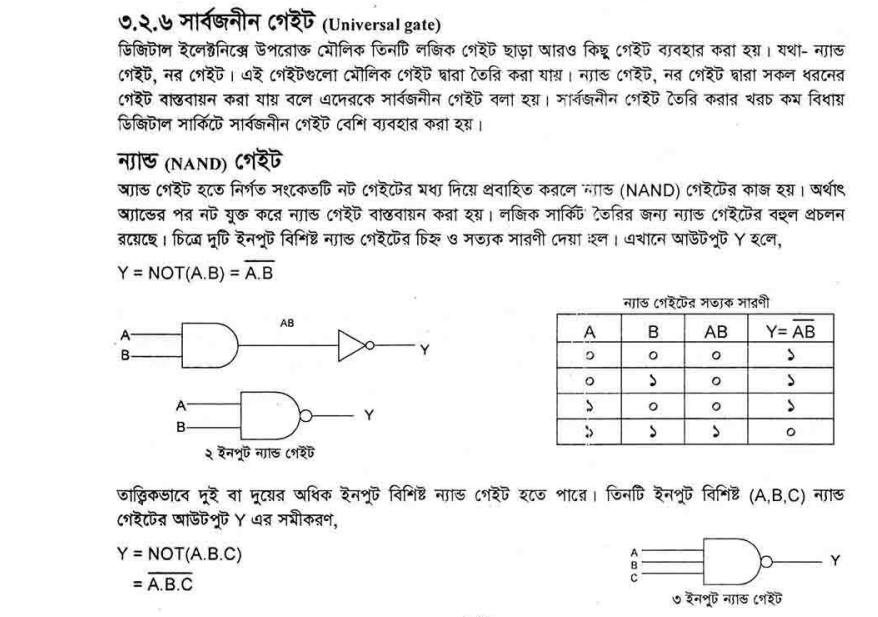 ৩.২.৬ সার্বজনীন গেইট (Universal gate)
ডিজিটাল ইলেক্ট্রনিক্সে উপরোক্ত মৌলিক তিনটি লজিক গেইট ছাড়া আরও কিছু গেইট ব্যবহার করা হয়। যথা- ন্যান্ড
গেইট, নর গেইট। এই গেইটগুলো মৌলিক গেইট দ্বারা তৈরি করা যায়। ন্যান্ড গেইট, নর গেইট দ্বারা সকল ধরনের
গেইট বাস্তবায়ন করা যায় বলে এদেরকে সার্বজনীন গেইট বলা হয়। সার্বজনীন গেইট তৈরি করার খরচ কম বিধায়
ডিজিটাল সার্কিটে সার্বজনীন গেইট বেশি ব্যবহার করা হয়।
ন্যান্ড (NAND) গেইট
অ্যান্ড গেইট হতে নির্গত সংকেতটি নট গেইটের মধ্য দিয়ে প্রবাহিত করলে ন্যান্ড (NAND) গেইটের কাজ হয়। অর্থাৎ
অ্যান্ডের পর নট যুক্ত করে ন্যান্ড গেইট বাস্তবায়ন করা হয়। লজিক সার্কিট তৈরির জন্য ন্যান্ড গেইটের বহুল প্রচলন
রয়েছে। চিত্রে দুটি ইনপুট বিশিষ্ট ন্যান্ড গেইটের চিহ্ন ও সত্যক সারণী দেয়া হল। এখানে আউটপুট Y হলে,
Y = NOT(A.B) = A̅.̅B̅
AB
A
B
Y
A
B
Y
২ ইনপুট ন্যান্ড গেইট
ন্যান্ড গেইটের সত্যক সারণী
A B AB Y= A̅B̅
০ ০ ০ ১
০ ১ ০ ১
১ ০ ০ ১
১ ১ ১ ০
তাত্ত্বিকভাবে দুই বা দুয়ের অধিক ইনপুট বিশিষ্ট ন্যান্ড গেইট হতে পারে। তিনটি ইনপুট বিশিষ্ট (A,B,C) ন্যান্ড
গেইটের আউটপুট Y এর সমীকরণ,
Y = NOT(A.B.C)
= A̅.̅B̅.̅C̅
A
B
C
Y
৩ ইনপুট ন্যান্ড গেইট